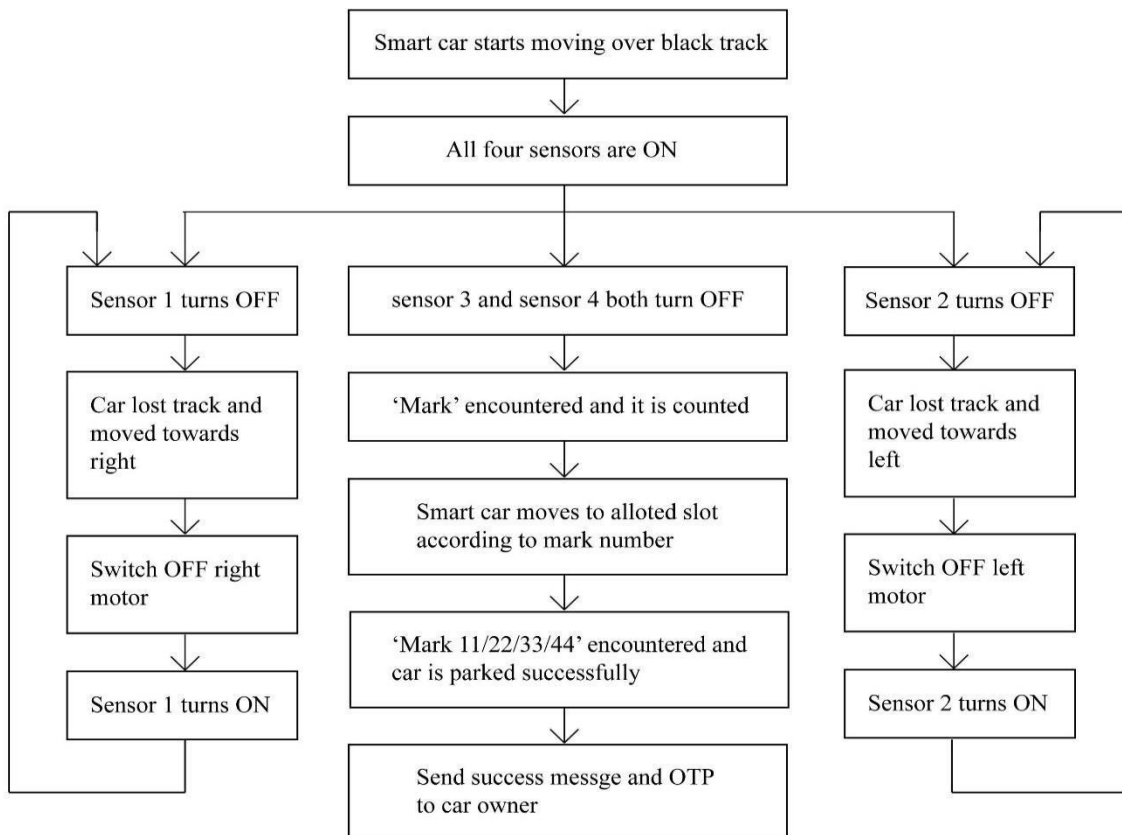 Smart car starts moving over black track
All four sensors are ON
Sensor 1 turns OFF
sensor 3 and sensor 4 both turn OFF
Sensor 2 turns OFF
Car lost track and
moved towards
right
‘Mark’ encountered and it is counted
Car lost track and
moved towards
left
Smart car moves to alloted slot
according to mark number
Switch OFF right
motor
Switch OFF left
motor
‘Mark 11/22/33/44’ encountered and
car is parked successfully
Sensor 1 turns ON
Sensor 2 turns ON
Send success messge and OTP
to car owner